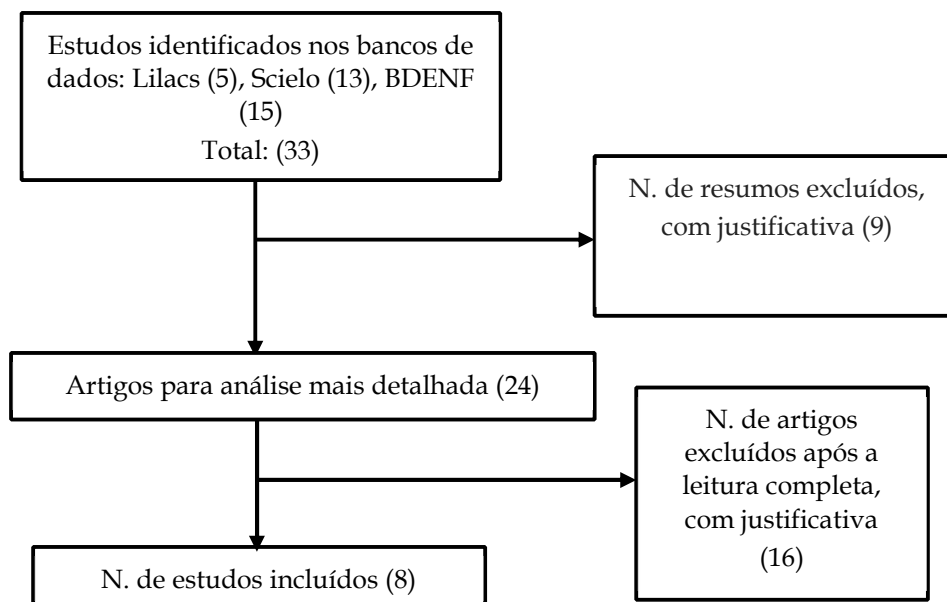 Estudos identificados nos bancos de
dados: Lilacs (5), Scielo (13), BDENF
(15)
Total: (33)
N. de resumos excluídos,
com justificativa (9)
Artigos para análise mais detalhada (24)
N. de artigos
excluídos após a
leitura completa,
com justificativa
(16)
N. de estudos incluídos (8)